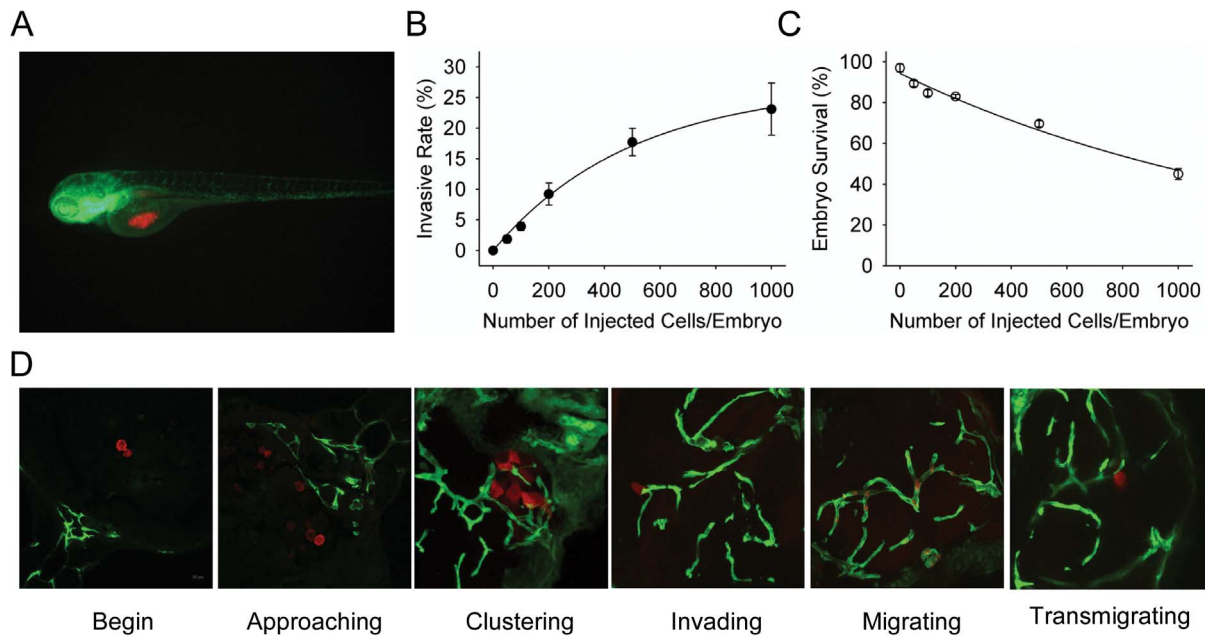 A
B
C
Invasive Rate (%)
30
25
20
15
10
5
0
0 200 400 600 800 1000
Number of Injected Cells/Embryo
Embryo Survival (%)
100
80
60
40
20
0
0 200 400 600 800 1000
Number of Injected Cells/Embryo
D
Begin
Approaching
Clustering
Invading
Migrating
Transmigrating